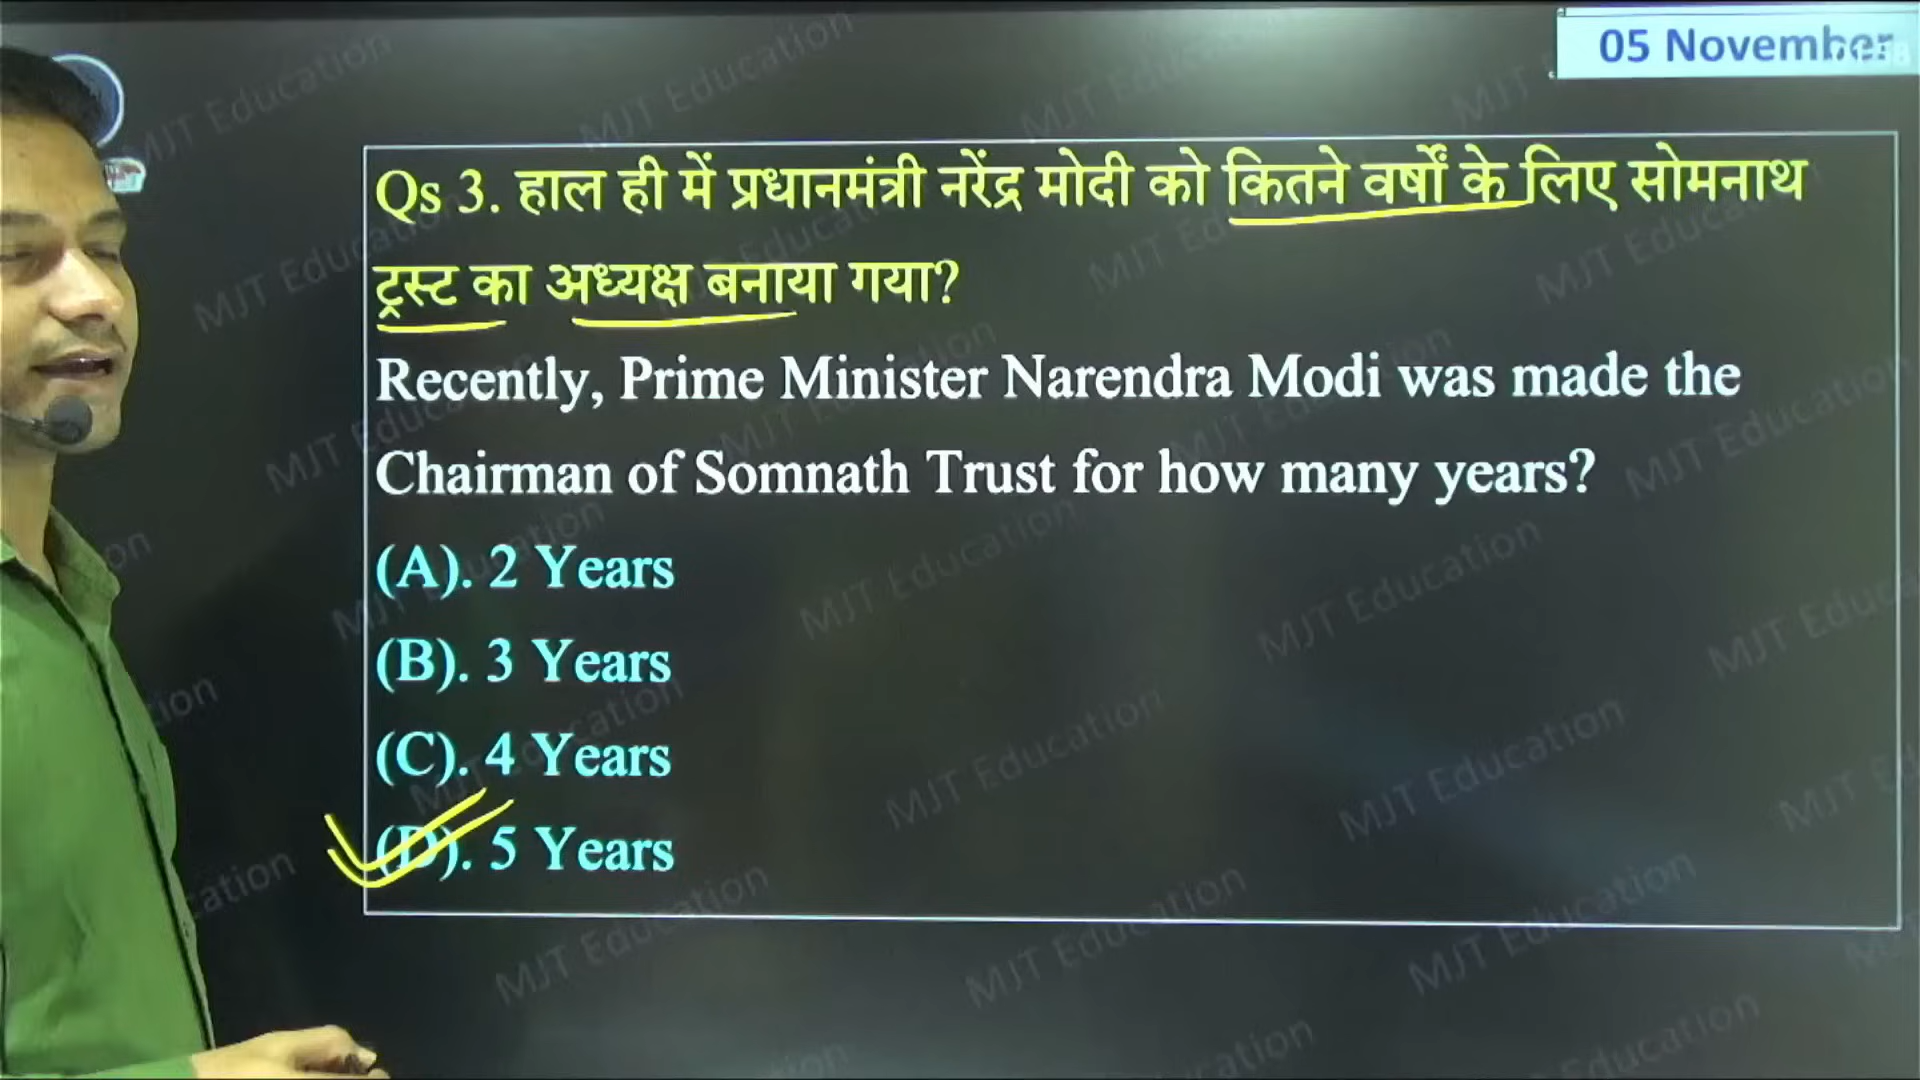 05 November
Qs 3. हाल ही में प्रधानमंत्री नरेंद्र मोदी को कितने वर्षों के लिए सोमनाथ
ट्रस्ट का अध्यक्ष बनाया गया?
Recently, Prime Minister Narendra Modi was made the
Chairman of Somnath Trust for how many years?
(A). 2 Years
(B). 3 Years
(C). 4 Years
(D). 5 Years
MJT Education